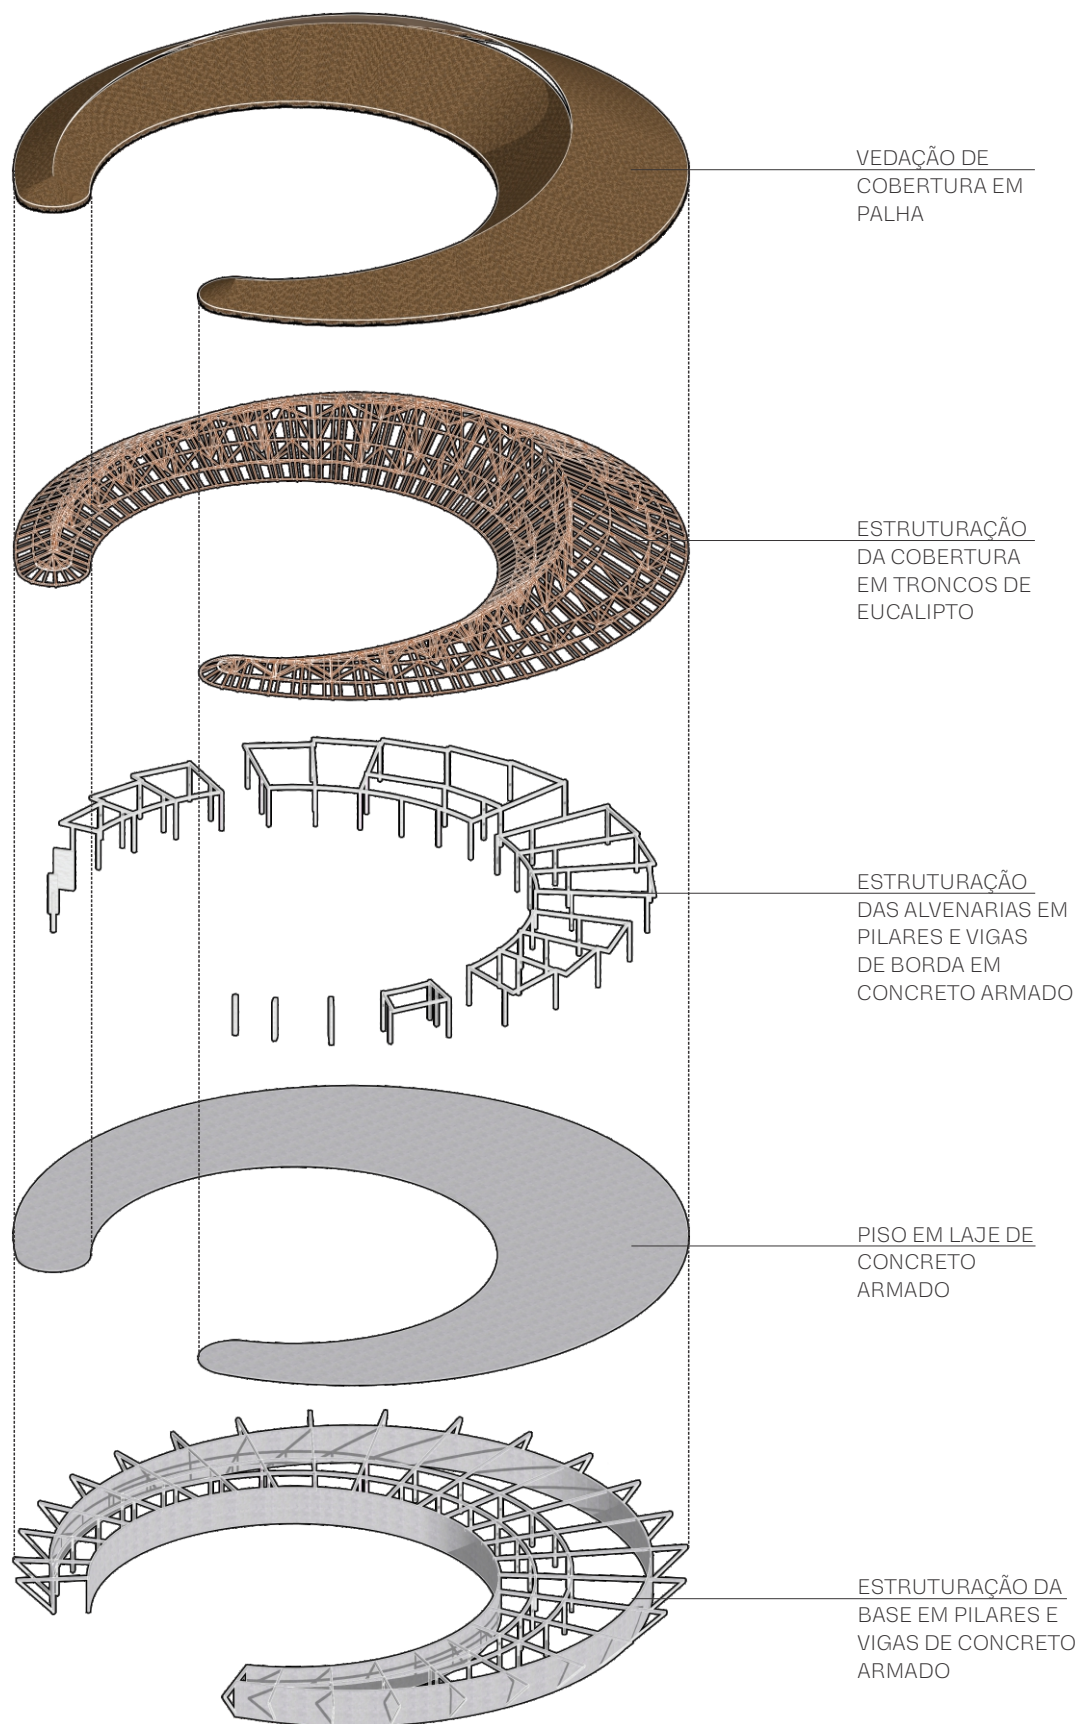 VEDAÇÃO DE
COBERTURA EM
PALHA
ESTRUTURAÇÃO
DA COBERTURA
EM TRONCOS DE
EUCALIPTO
ESTRUTURAÇÃO
DAS ALVENARIAS EM
PILARES E VIGAS
DE BORDA EM
CONCRETO ARMADO
PISO EM LAJE DE
CONCRETO
ARMADO
ESTRUTURAÇÃO DA
BASE EM PILARES E
VIGAS DE CONCRETO
ARMADO